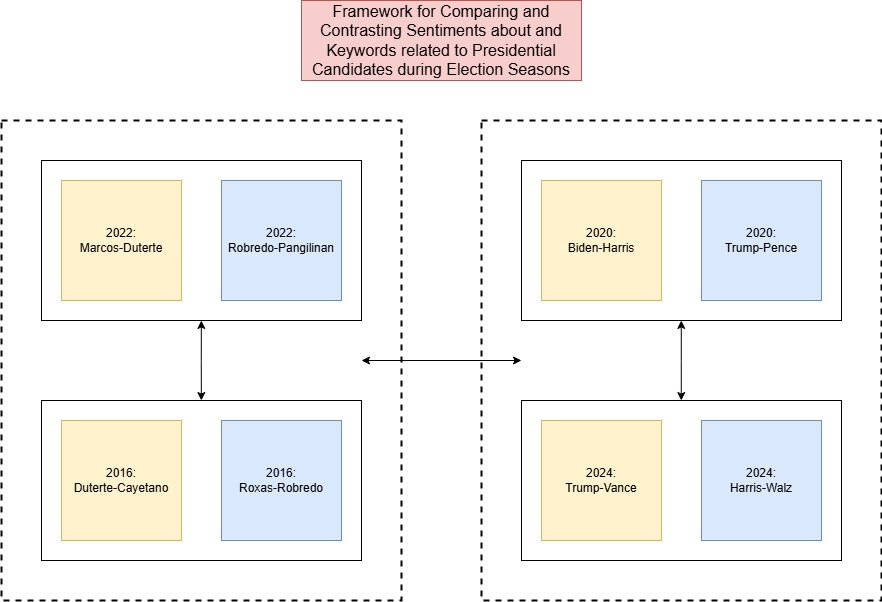 Framework for Comparing and
Contrasting Sentiments about and
Keywords related to Presidential
Candidates during Election Seasons
2022:
Marcos-Duterte
2022:
Robredo-Pangilinan
2020:
Biden-Harris
2020:
Trump-Pence
2016:
Duterte-Cayetano
2016:
Roxas-Robredo
2024:
Trump-Vance
2024:
Harris-Walz